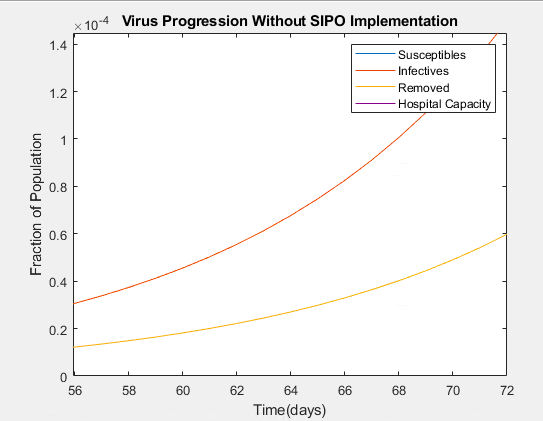 Virus Progression Without SIPO Implementation
×10^-4
1.4
1.2
1
0.8
0.6
0.4
0.2
0
Fraction of Population
Susceptibles
Infectives
Removed
Hospital Capacity
56 58 60 62 64 66 68 70 72
Time(days)